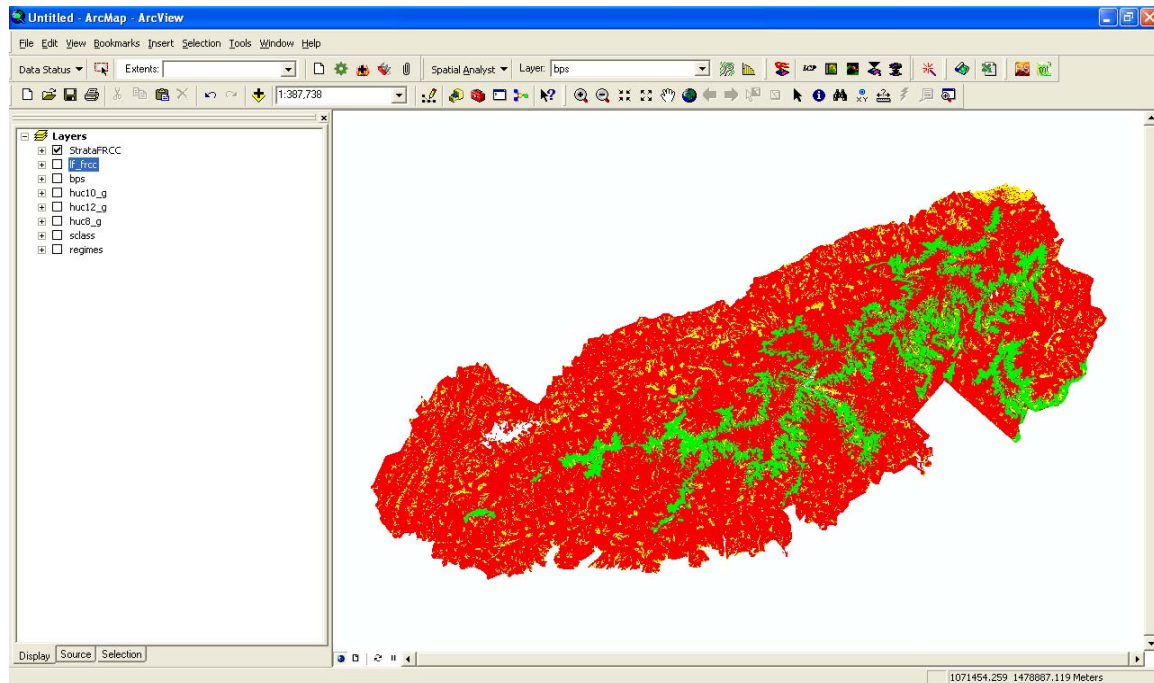 Untitled - ArcMap - ArcView
File Edit View Bookmarks Insert Selection Tools Window Help
Data Status Extents: Spatial Analyst Layer: bps
1:387,738
Layers
StrataFRCC
lf_frcc
bps
huc10_g
huc12_g
huc8_g
sclass
regimes
Display Source Selection
1071454.259 1478887.119 Meters